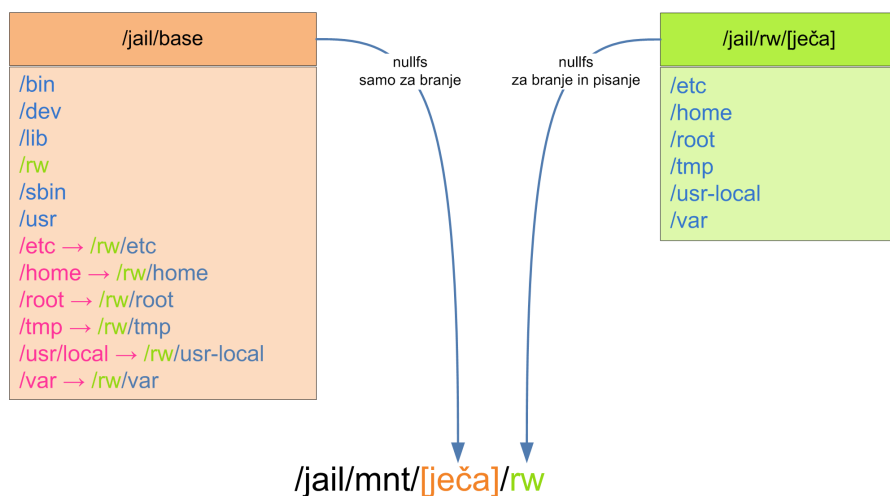 /jail/base
/bin
/dev
/lib
/rw
/sbin
/usr
/etc → /rw/etc
/home → /rw/home
/root → /rw/root
/tmp → /rw/tmp
/usr/local → /rw/usr-local
/var → /rw/var
nullfs
samo za branje
nullfs
za branje in pisanje
/jail/rw/[ječa]
/etc
/home
/root
/tmp
/usr-local
/var
/jail/mnt/[ječa]/rw